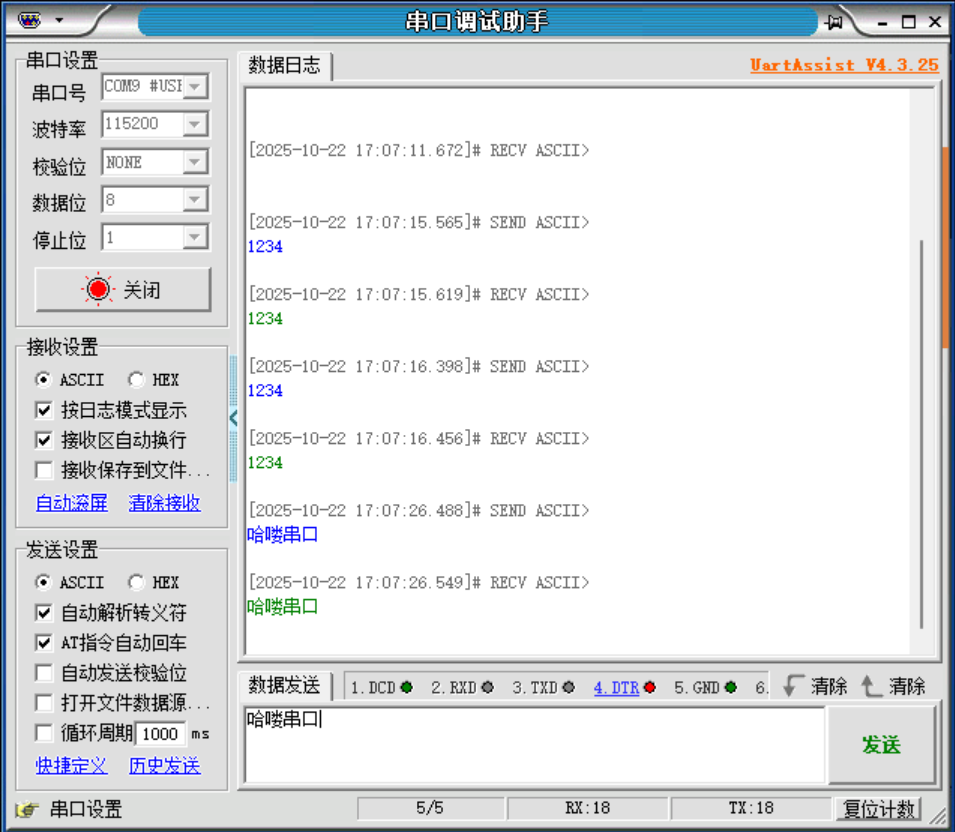 串口调试助手
串口设置
串口号 COM9 #USE
波特率 115200
校验位 NONE
数据位 8
停止位 1
关闭
接收设置
ASCII HEX
按日志模式显示
接收区自动换行
接收保存到文件...
自动滚屏 清除接收
发送设置
ASCII HEX
自动解析转义符
AT指令自动回车
自动发送校验位
打开文件数据源...
循环周期 1000 ms
快捷定义 历史发送
数据日志
UartAssist V4.3.25
[2025-10-22 17:07:11.672]# RECV ASCII>
[2025-10-22 17:07:15.565]# SEND ASCII>
1234
[2025-10-22 17:07:15.619]# RECV ASCII>
1234
[2025-10-22 17:07:16.398]# SEND ASCII>
1234
[2025-10-22 17:07:16.456]# RECV ASCII>
1234
[2025-10-22 17:07:26.488]# SEND ASCII>
哈喽串口
[2025-10-22 17:07:26.549]# RECV ASCII>
哈喽串口
数据发送 1.DCD 2.RXD 3.TXD 4.DTR 5.GND 6. 清除 清除
哈喽串口
发送
串口设置 5/5 RX:18 TX:18 复位计数